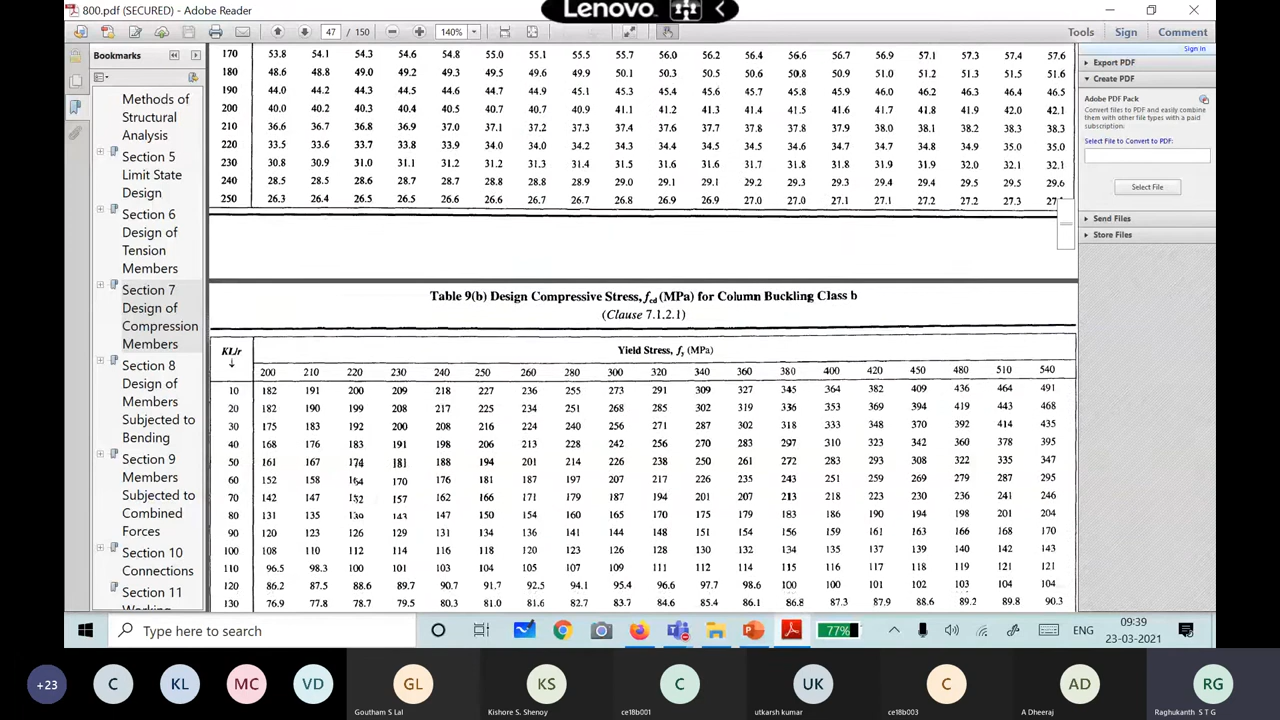 800.pdf (SECURED) - Adobe Reader
Lenovo
47 / 150
140%
Tools
Sign
Comment
Bookmarks
Methods of
Structural
Analysis
Section 5
Limit State
Design
Section 6
Design of
Tension
Members
Section 7
Design of
Compression
Members
Section 8
Design of
Members
Subjected to
Bending
Section 9
Members
Subjected to
Combined
Forces
Section 10
Connections
Section 11
170 53.8 54.1 54.3 54.6 54.8 55.0 55.1 55.5 55.7 56.0 56.2 56.4 56.6 56.7 56.9 57.1 57.3 57.4 57.6
180 48.6 48.8 49.0 49.2 49.3 49.5 49.6 49.9 50.1 50.3 50.5 50.6 50.8 50.9 51.0 51.2 51.3 51.5 51.6
190 44.0 44.2 44.3 44.5 44.6 44.7 44.9 45.1 45.3 45.4 45.6 45.7 45.8 45.9 46.0 46.2 46.3 46.4 46.5
200 40.0 40.2 40.3 40.4 40.5 40.7 40.7 40.9 41.1 41.2 41.3 41.4 41.5 41.6 41.7 41.8 41.9 42.0 42.1
210 36.6 36.7 36.8 36.9 37.0 37.1 37.2 37.3 37.4 37.6 37.7 37.8 37.8 37.9 38.0 38.1 38.2 38.3 38.3
220 33.5 33.6 33.7 33.8 33.9 34.0 34.0 34.2 34.3 34.4 34.5 34.5 34.6 34.7 34.7 34.8 34.9 35.0 35.0
230 30.8 30.9 31.0 31.1 31.2 31.2 31.3 31.4 31.5 31.6 31.6 31.7 31.8 31.8 31.9 31.9 32.0 32.1 32.1
240 28.5 28.5 28.6 28.7 28.7 28.8 28.8 28.9 29.0 29.1 29.1 29.2 29.3 29.3 29.4 29.4 29.5 29.5 29.6
250 26.3 26.4 26.5 26.5 26.6 26.6 26.7 26.7 26.8 26.9 26.9 27.0 27.0 27.1 27.1 27.2 27.2 27.3
Table 9(b) Design Compressive Stress, fcd (MPa) for Column Buckling Class b
(Clause 7.1.2.1)
KL/r
↓
Yield Stress, fy (MPa)
200 210 220 230 240 250 260 280 300 320 340 360 380 400 420 450 480 510 540
10 182 191 200 209 218 227 236 255 273 291 309 327 345 364 382 409 436 464 491
20 182 190 199 208 217 225 234 251 268 285 302 319 336 353 369 394 419 443 468
30 175 183 192 200 208 216 224 240 256 271 287 302 318 333 348 370 392 414 435
40 168 176 183 191 198 206 213 228 242 256 270 283 297 310 323 342 360 378 395
50 161 167 174 181 188 194 201 214 226 238 250 261 272 283 293 308 322 335 347
60 152 158 164 170 176 181 187 197 207 217 226 235 243 251 259 269 279 287 295
70 142 147 152 157 162 166 171 179 187 194 201 207 213 218 223 230 236 241 246
80 131 135 139 143 147 150 154 160 165 170 175 179 183 186 190 194 198 201 204
90 120 123 126 129 131 134 136 141 144 148 151 154 156 159 161 163 166 168 170
100 108 110 112 114 116 118 120 123 126 128 130 132 134 135 137 139 140 142 143
110 96.5 98.3 100 101 103 104 105 107 109 111 112 114 115 116 117 118 119 121 121
120 86.2 87.5 88.6 89.7 90.7 91.7 92.5 94.1 95.4 96.6 97.7 98.6 100 100 101 102 103 104 104
130 76.9 77.8 78.7 79.5 80.3 81.0 81.6 82.7 83.7 84.6 85.4 86.1 86.8 87.3 87.9 88.6 89.2 89.8 90.3
Sign In
Export PDF
Create PDF
Adobe PDF Pack
Convert files to PDF and easily combine
them with other file types with a paid
subscription.
Select File to Convert to PDF:
Select File
Send Files
Store Files
Type here to search
77%
ENG
09:39
23-03-2021
+23
C
KL
MC
VD
GL
Goutham S Lal
KS
Kishore S. Shenoy
C
ce18b001
UK
utkarsh kumar
C
ce18b003
AD
A Dheeraj
RG
Raghukanth S T G